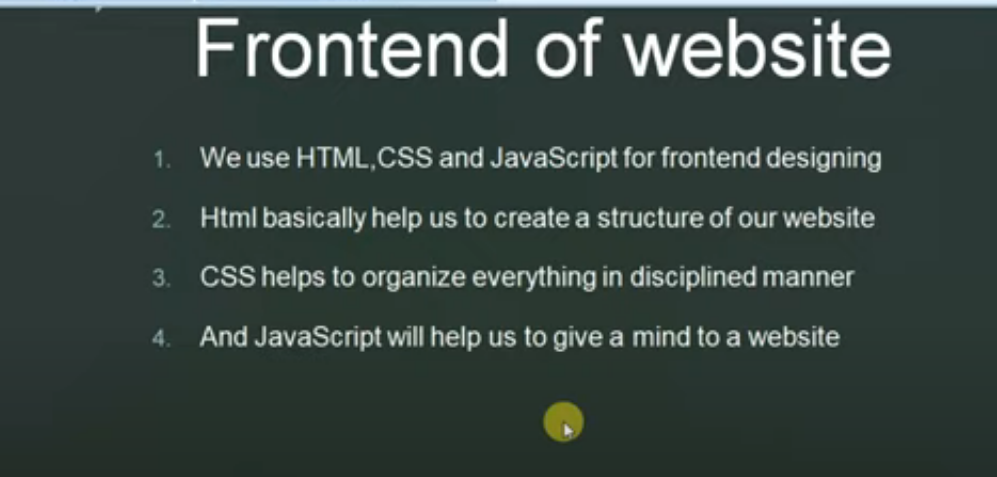 Frontend of website
1. We use HTML,CSS and JavaScript for frontend designing
2. Html basically help us to create a structure of our website
3. CSS helps to organize everything in disciplined manner
4. And JavaScript will help us to give a mind to a website